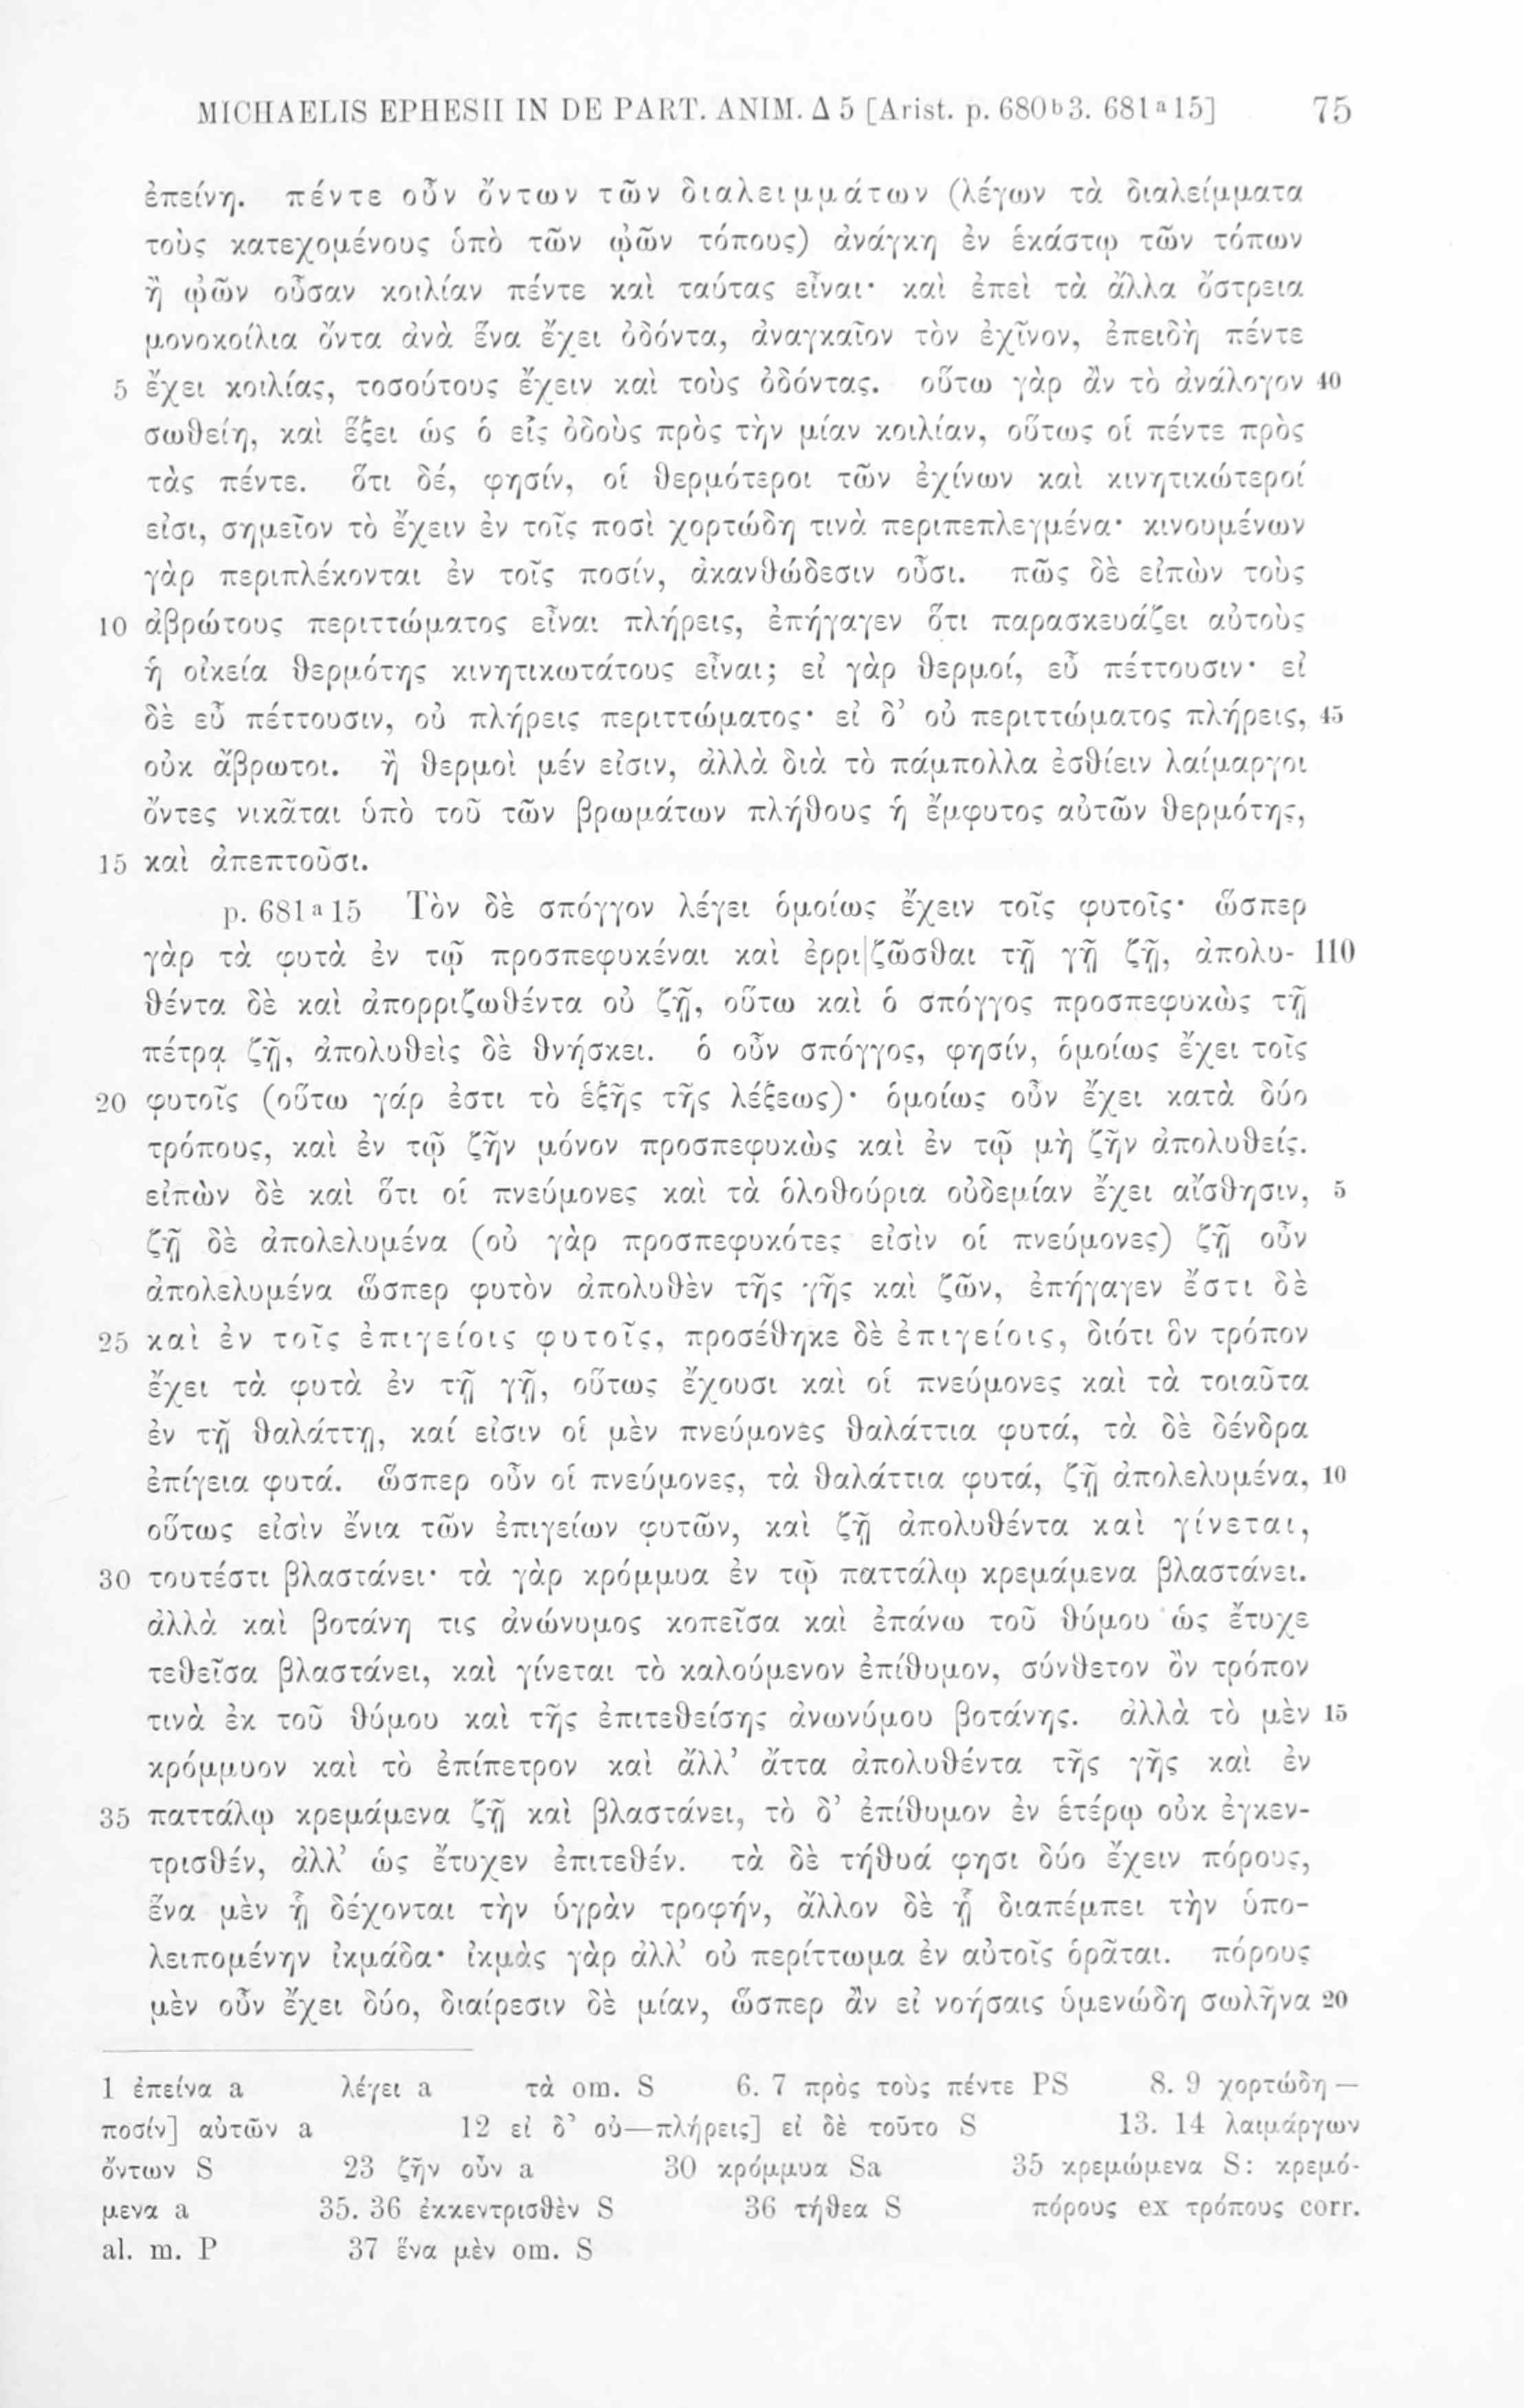 MICHAELIS EPHESII IN DE PART. ANIM. Δ 5 [Arist. p. 680b3. 681a15] 75
ἐπείνη. πέντε οὖν ὄντων τῶν διαλειμμάτων (λέγων τὰ διαλείμματα
τοὺς κατεχομένους ὑπὸ τῶν ᾠῶν τόπους) ἀνάγκη ἐν ἑκάστῳ τῶν τόπων
ἢ ᾠῶν οὖσαν κοιλίαν πέντε καὶ ταύτας εἶναι· καὶ ἐπεὶ τὰ ἄλλα ὄστρεια
μονοκοίλια ὄντα ἀνὰ ἕνα ἔχει ὀδόντα, ἀναγκαῖον τὸν ἐχῖνον, ἐπειδὴ πέντε
5 ἔχει κοιλίας, τοσούτους ἔχειν καὶ τοὺς ὀδόντας. οὕτω γὰρ ἂν τὸ ἀνάλογον 40
σωθείη, καὶ ἕξει ὡς ὁ εἷς ὀδοὺς πρὸς τὴν μίαν κοιλίαν, οὕτως οἱ πέντε πρὸς
τὰς πέντε. ὅτι δέ, φησίν, οἱ θερμότεροι τῶν ἐχίνων καὶ κινητικώτεροί
εἰσι, σημεῖον τὸ ἔχειν ἐν τοῖς ποσὶ χορτώδη τινὰ περιπεπλεγμένα· κινουμένων
γὰρ περιπλέκονται ἐν τοῖς ποσίν, ἀκανθώδεσιν οὖσι. πῶς δὲ εἰπὼν τοὺς
10 ἀβρώτους περιττώματος εἶναι πλήρεις, ἐπήγαγεν ὅτι παρασκευάζει αὐτοὺς
ἡ οἰκεία θερμότης κινητικωτάτους εἶναι; εἰ γὰρ θερμοί, εὖ πέττουσιν· εἰ
δὲ εὖ πέττουσιν, οὐ πλήρεις περιττώματος· εἰ δ’ οὐ περιττώματος πλήρεις, 45
οὐκ ἄβρωτοι. ἢ θερμοὶ μέν εἰσιν, ἀλλὰ διὰ τὸ πάμπολλα ἐσθίειν λαίμαργοι
ὄντες νικᾶται ὑπὸ τοῦ τῶν βρωμάτων πλήθους ἡ ἔμφυτος αὐτῶν θερμότης,
15 καὶ ἀπεπτοῦσι.
p. 681a15 Τὸν δὲ σπόγγον λέγει ὁμοίως ἔχειν τοῖς φυτοῖς· ὥσπερ
γὰρ τὰ φυτὰ ἐν τῷ προσπεφυκέναι καὶ ἐρρι|ζῶσθαι τῇ γῇ ζῇ, ἀπολυ- 110
θέντα δὲ καὶ ἀπορριζωθέντα οὐ ζῇ, οὕτω καὶ ὁ σπόγγος προσπεφυκὼς τῇ
πέτρᾳ ζῇ, ἀπολυθεὶς δὲ θνήσκει. ὁ οὖν σπόγγος, φησίν, ὁμοίως ἔχει τοῖς
20 φυτοῖς (οὕτω γάρ ἐστι τὸ ἑξῆς τῆς λέξεως)· ὁμοίως οὖν ἔχει κατὰ δύο
τρόπους, καὶ ἐν τῷ ζῆν μόνον προσπεφυκὼς καὶ ἐν τῷ μὴ ζῆν ἀπολυθείς.
εἰπὼν δὲ καὶ ὅτι οἱ πνεύμονες καὶ τὰ ὁλοθούρια οὐδεμίαν ἔχει αἴσθησιν, 5
ζῇ δὲ ἀπολελυμένα (οὐ γὰρ προσπεφυκότες εἰσὶν οἱ πνεύμονες) ζῇ οὖν
ἀπολελυμένα ὥσπερ φυτὸν ἀπολυθὲν τῆς γῆς καὶ ζῶν, ἐπήγαγεν ἔστι δὲ
25 καὶ ἐν τοῖς ἐπιγείοις φυτοῖς, προσέθηκε δὲ ἐπιγείοις, διότι ὃν τρόπον
ἔχει τὰ φυτὰ ἐν τῇ γῇ, οὕτως ἔχουσι καὶ οἱ πνεύμονες καὶ τὰ τοιαῦτα
ἐν τῇ θαλάττῃ, καί εἰσιν οἱ μὲν πνεύμονες θαλάττια φυτά, τὰ δὲ δένδρα
ἐπίγεια φυτά. ὥσπερ οὖν οἱ πνεύμονες, τὰ θαλάττια φυτά, ζῇ ἀπολελυμένα, 10
οὕτως εἰσὶν ἔνια τῶν ἐπιγείων φυτῶν, καὶ ζῇ ἀπολυθέντα καὶ γίνεται,
30 τουτέστι βλαστάνει· τὰ γὰρ κρόμμυα ἐν τῷ παττάλῳ κρεμάμενα βλαστάνει.
ἀλλὰ καὶ βοτάνη τις ἀνώνυμος κοπεῖσα καὶ ἐπάνω τοῦ θύμου ὡς ἔτυχε
τεθεῖσα βλαστάνει, καὶ γίνεται τὸ καλούμενον ἐπίθυμον, σύνθετον ὂν τρόπον
τινὰ ἐκ τοῦ θύμου καὶ τῆς ἐπιτεθείσης ἀνωνύμου βοτάνης. ἀλλὰ τὸ μὲν 15
κρόμμυον καὶ τὸ ἐπίπετρον καὶ ἄλλ’ ἄττα ἀπολυθέντα τῆς γῆς καὶ ἐν
35 παττάλῳ κρεμάμενα ζῇ καὶ βλαστάνει, τὸ δ’ ἐπίθυμον ἐν ἑτέρῳ οὐκ ἐγκεν-
τρισθέν, ἀλλ’ ὡς ἔτυχεν ἐπιτεθέν. τὰ δὲ τήθυά φησι δύο ἔχειν πόρους,
ἕνα μὲν ᾗ δέχονται τὴν ὑγρὰν τροφήν, ἄλλον δὲ ᾗ διαπέμπει τὴν ὑπο-
λειπομένην ἰκμάδα· ἰκμὰς γὰρ ἀλλ’ οὐ περίττωμα ἐν αὐτοῖς ὁρᾶται. πόρους
μὲν οὖν ἔχει δύο, διαίρεσιν δὲ μίαν, ὥσπερ ἂν εἰ νοήσαις ὑμενώδη σωλῆνα 20
1 ἐπείνα a λέγει a τὰ om. S 6. 7 πρὸς τοὺς πέντε PS 8. 9 χορτώδη —
ποσίν] αὐτῶν a 12 εἰ δ’ οὐ—πλήρεις] εἰ δὲ τοῦτο S 13. 14 λαιμάργων
ὄντων S 23 ζῆν οὖν a 30 κρόμμυα Sa 35 κρεμώμενα S: κρεμό-
μενα a 35. 36 ἐκκεντρισθὲν S 36 τήθεα S πόρους ex τρόπους corr.
al. m. P 37 ἕνα μὲν om. S